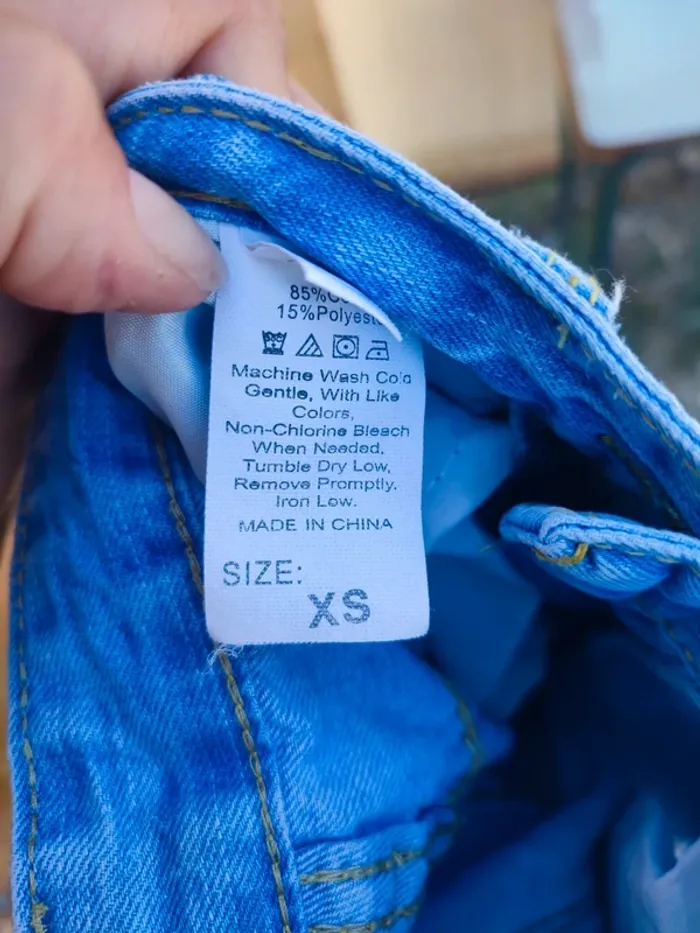 85%
15%
Machine Wash Cold
Gentle, With Like
Colors,
Non-Chlorine Bleach
When Needed,
Tumble Dry Low,
Remove Promptly.
Iron Low.
MADE IN CHINA
SIZE:
XS